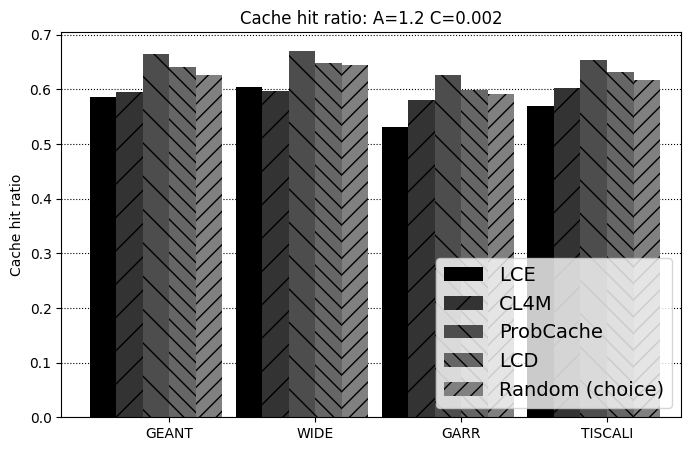 Cache hit ratio: A=1.2 C=0.002
Cache hit ratio
0.7
0.6
0.5
0.4
0.3
0.2
0.1
0.0
LCE
CL4M
ProbCache
LCD
Random (choice)
GEANT WIDE GARR TISCALI